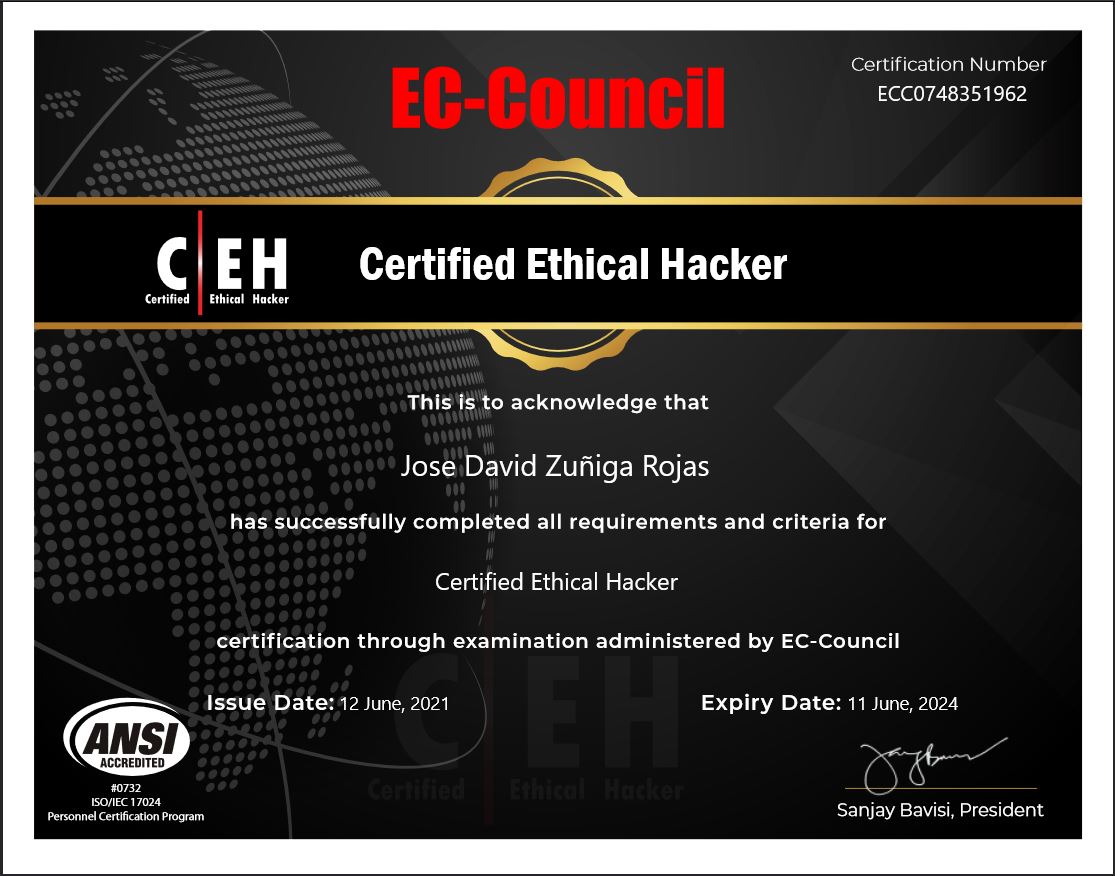 EC-Council
Certification Number
ECC0748351962
C EH
Certified Ethical Hacker
Certified Ethical Hacker
This is to acknowledge that
Jose David Zuñiga Rojas
has successfully completed all requirements and criteria for
Certified Ethical Hacker
certification through examination administered by EC-Council
Issue Date: 12 June, 2021
Expiry Date: 11 June, 2024
C EH
Certified Ethical Hacker
ANSI
ACCREDITED
#0732
ISO/IEC 17024
Personnel Certification Program
Sanjay Bavisi, President